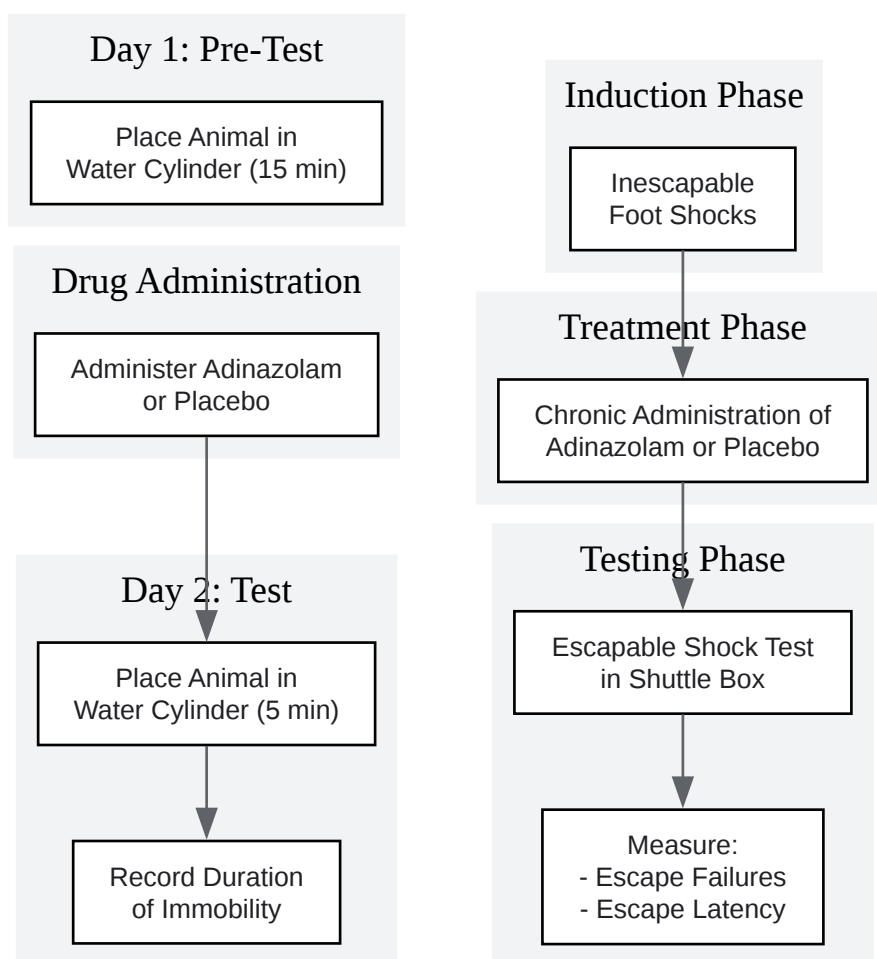 Day 1: Pre-Test
Place Animal in
Water Cylinder (15 min)
Drug Administration
Administer Adinazolam
or Placebo
Day 2: Test
Place Animal in
Water Cylinder (5 min)
Record Duration
of Immobility
Induction Phase
Inescapable
Foot Shocks
Treatment Phase
Chronic Administration of
Adinazolam or Placebo
Testing Phase
Escapable Shock Test
in Shuttle Box
Measure:
- Escape Failures
- Escape Latency